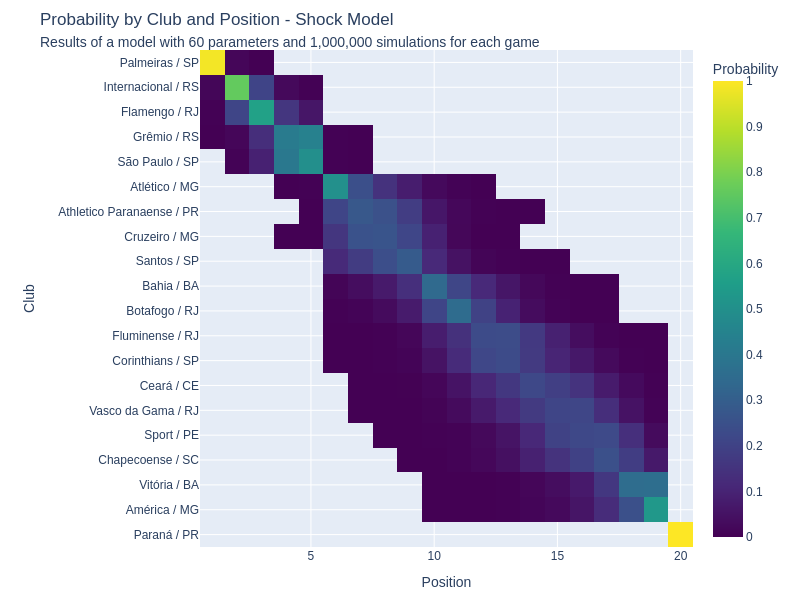 Probability by Club and Position - Shock Model
Results of a model with 60 parameters and 1,000,000 simulations for each game
Probability
Palmeiras / SP
Internacional / RS
Flamengo / RJ
Grêmio / RS
São Paulo / SP
Atlético / MG
Athletico Paranaense / PR
Cruzeiro / MG
Santos / SP
Bahia / BA
Botafogo / RJ
Fluminense / RJ
Corinthians / SP
Ceará / CE
Vasco da Gama / RJ
Sport / PE
Chapecoense / SC
Vitória / BA
América / MG
Paraná / PR
Club
5
10
15
20
Position
1
0.9
0.8
0.7
0.6
0.5
0.4
0.3
0.2
0.1
0